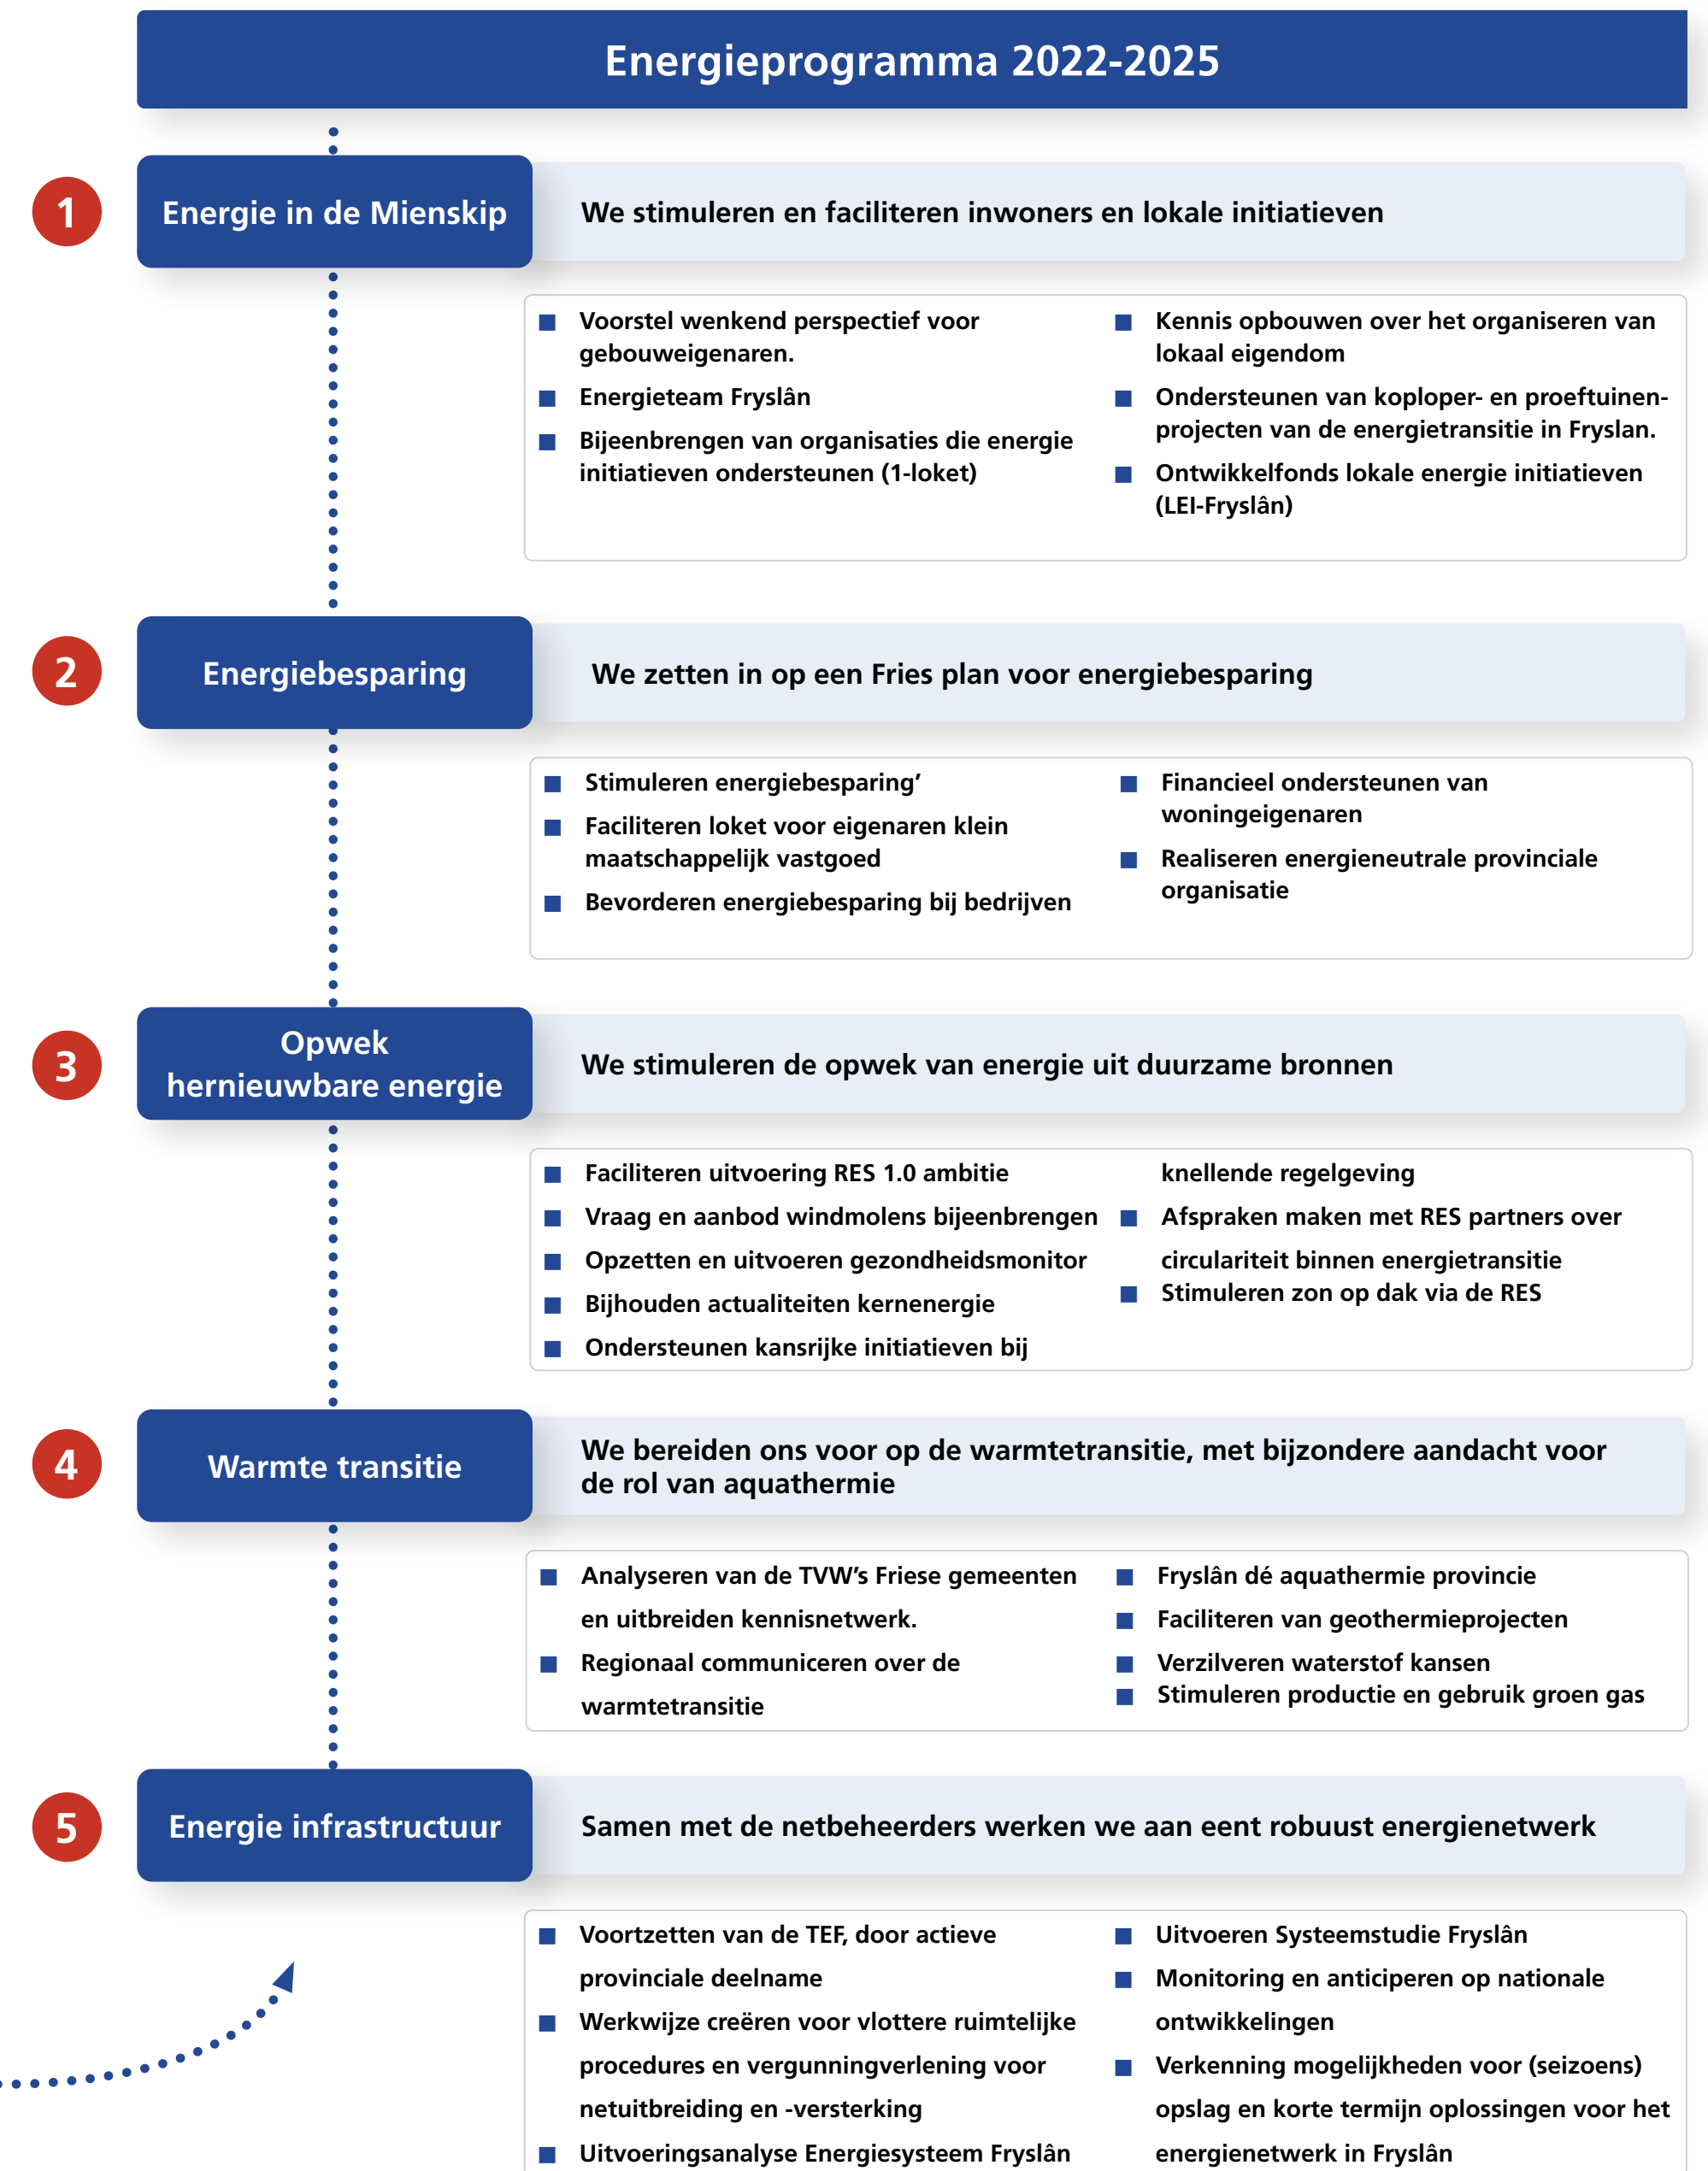 Energieprogramma 2022-2025
1
Energie in de Mienskip
We stimuleren en faciliteren inwoners en lokale initiatieven
■ Voorstel wenkend perspectief voor
gebouweigenaren.
■ Energieteam Fryslân
■ Bijeenbrengen van organisaties die energie
initiatieven ondersteunen (1-loket)
■ Kennis opbouwen over het organiseren van
lokaal eigendom
■ Ondersteunen van koploper- en proeftuinen-
projecten van de energietransitie in Fryslan.
■ Ontwikkelfonds lokale energie initiatieven
(LEI-Fryslân)
2
Energiebesparing
We zetten in op een Fries plan voor energiebesparing
■ Stimuleren energiebesparing’
■ Faciliteren loket voor eigenaren klein
maatschappelijk vastgoed
■ Bevorderen energiebesparing bij bedrijven
■ Financieel ondersteunen van
woningeigenaren
■ Realiseren energieneutrale provinciale
organisatie
3
Opwek
hernieuwbare energie
We stimuleren de opwek van energie uit duurzame bronnen
■ Faciliteren uitvoering RES 1.0 ambitie
■ Vraag en aanbod windmolens bijeenbrengen
■ Opzetten en uitvoeren gezondheidsmonitor
■ Bijhouden actualiteiten kernenergie
■ Ondersteunen kansrijke initiatieven bij
knellende regelgeving
■ Afspraken maken met RES partners over
circulariteit binnen energietransitie
■ Stimuleren zon op dak via de RES
4
Warmte transitie
We bereiden ons voor op de warmtetransitie, met bijzondere aandacht voor
de rol van aquathermie
■ Analyseren van de TVW’s Friese gemeenten
en uitbreiden kennisnetwerk.
■ Regionaal communiceren over de
warmtetransitie
■ Fryslân dé aquathermie provincie
■ Faciliteren van geothermieprojecten
■ Verzilveren waterstof kansen
■ Stimuleren productie en gebruik groen gas
5
Energie infrastructuur
Samen met de netbeheerders werken we aan eent robuust energienetwerk
■ Voortzetten van de TEF, door actieve
provinciale deelname
■ Werkwijze creëren voor vlottere ruimtelijke
procedures en vergunningverlening voor
netuitbreiding en -versterking
■ Uitvoeringsanalyse Energiesysteem Fryslân
■ Uitvoeren Systeemstudie Fryslân
■ Monitoring en anticiperen op nationale
ontwikkelingen
■ Verkenning mogelijkheden voor (seizoens)
opslag en korte termijn oplossingen voor het
energienetwerk in Fryslân